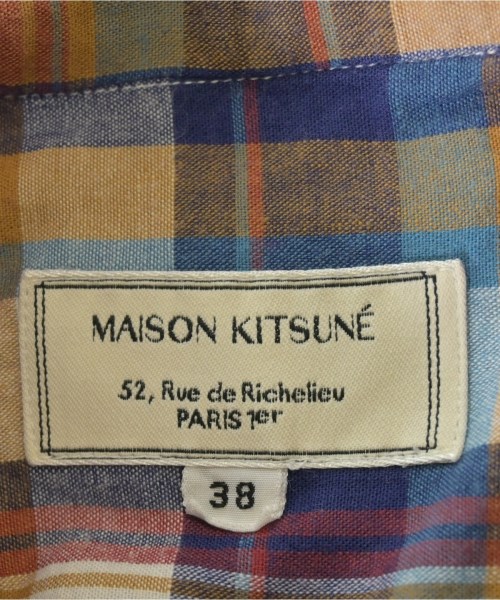 MAISON KITSUNÉ
52, Rue de Richelieu
PARIS 1er
38